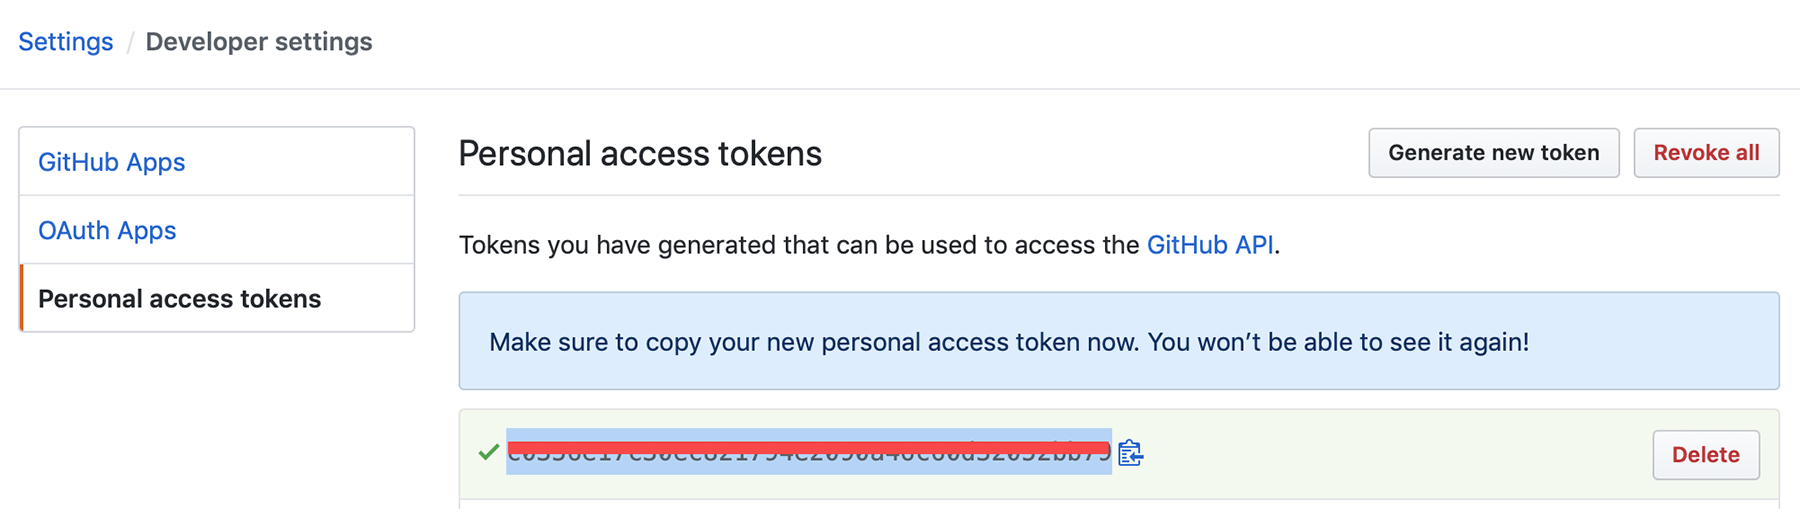 Settings / Developer settings
GitHub Apps
OAuth Apps
Personal access tokens
Personal access tokens
Generate new token
Revoke all
Tokens you have generated that can be used to access the GitHub API.
Make sure to copy your new personal access token now. You won’t be able to see it again!
Delete